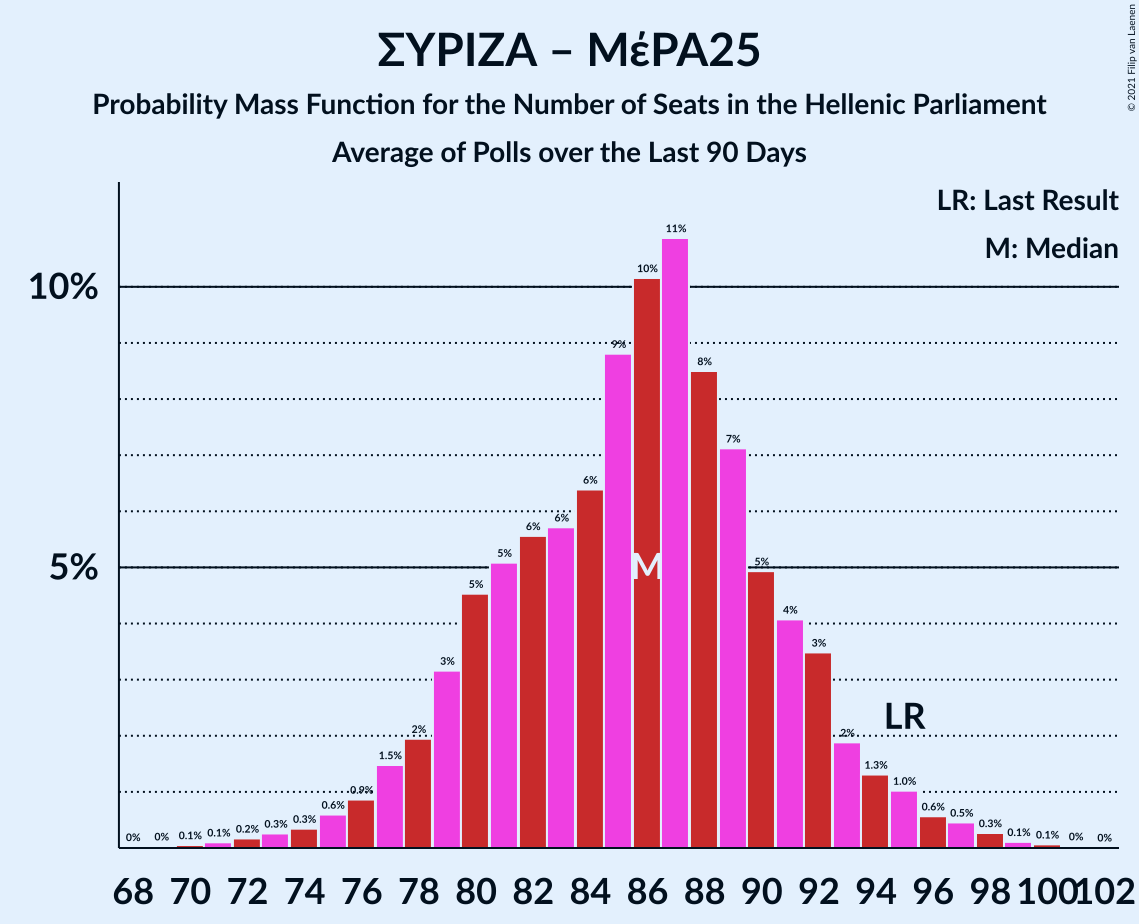 ΣΥΡΙΖΑ – ΜέΡΑ25
Probability Mass Function for the Number of Seats in the Hellenic Parliament
Average of Polls over the Last 90 Days
© 2021 Filip van Laenen
LR: Last Result
M: Median
10%
5%
0% 0% 0.1% 0.1% 0.2% 0.3% 0.3% 0.6% 0.9% 1.5% 2% 3% 5% 5% 6% 6% 6% 9% 10% 11% 8% 7% 5% 4% 3% 2% 1.3% 1.0% 0.6% 0.5% 0.3% 0.1% 0.1% 0% 0%
M
LR
68 70 72 74 76 78 80 82 84 86 88 90 92 94 96 98 100 102